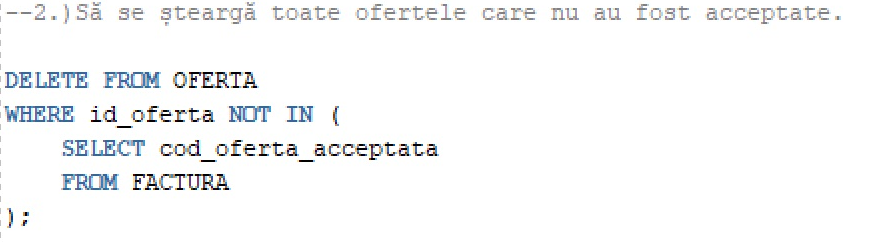 --2.)Să se șteargă toate ofertele care nu au fost acceptate.
DELETE FROM OFERTA
WHERE id_oferta NOT IN (
SELECT cod_oferta_acceptata
FROM FACTURA
);